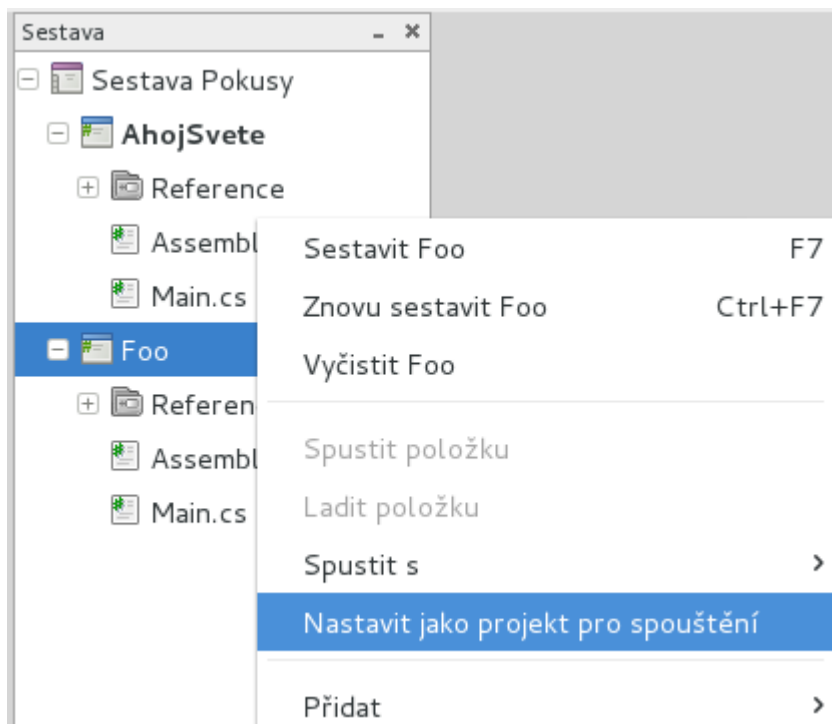 Sestava
Sestava Pokusy
AhojSvete
Reference
Assembl
Main.cs
Foo
Referen
Assembl
Main.cs
Sestavit Foo F7
Znovu sestavit Foo Ctrl+F7
Vyčistit Foo
Spustit položku
Ladit položku
Spustit s
Nastavit jako projekt pro spouštění
Přidat